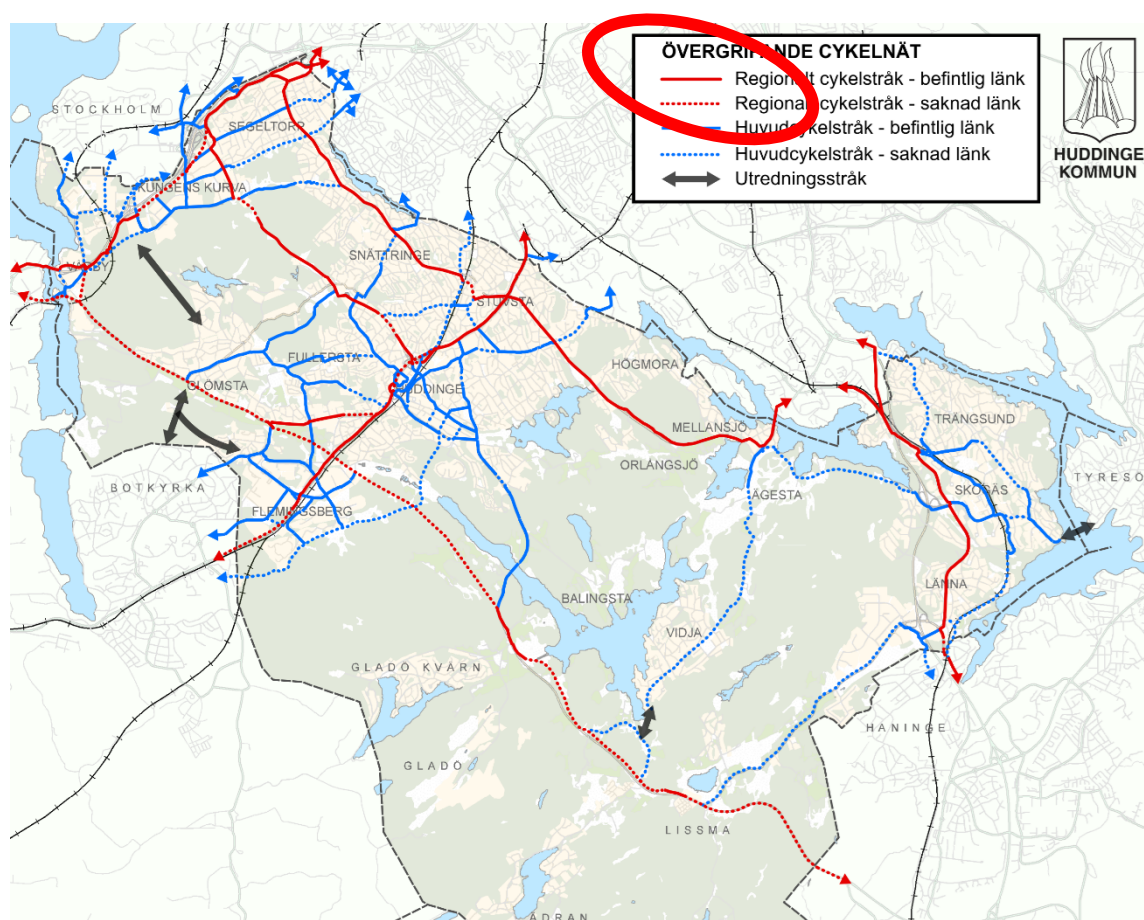 ÖVERGRIPANDE CYKELNÄT
Regionalt cykelstråk - befintlig länk
Regionalt cykelstråk - saknad länk
Huvudcykelstråk - befintlig länk
Huvudcykelstråk - saknad länk
Utredningsstråk
HUDDINGE
KOMMUN
STOCKHOLM
SEGELTORP
KUNGENS KURVA
VÅRBY
SNÄTTRINGE
STUVSTA
FULLERSTA
GLÖMSTA
HUDDINGE
HÖGMORA
MELLANSJÖ
ORLÅNGSJÖ
TRÅNGSUND
TYRESÖ
BOTKYRKA
FLEMINGSBERG
ÅGESTA
SKOGÅS
LÄNNA
BALINGSTA
VIDJA
GLADÖ KVARN
HANINGE
GLADÖ
LISSMA
ÄDRAN